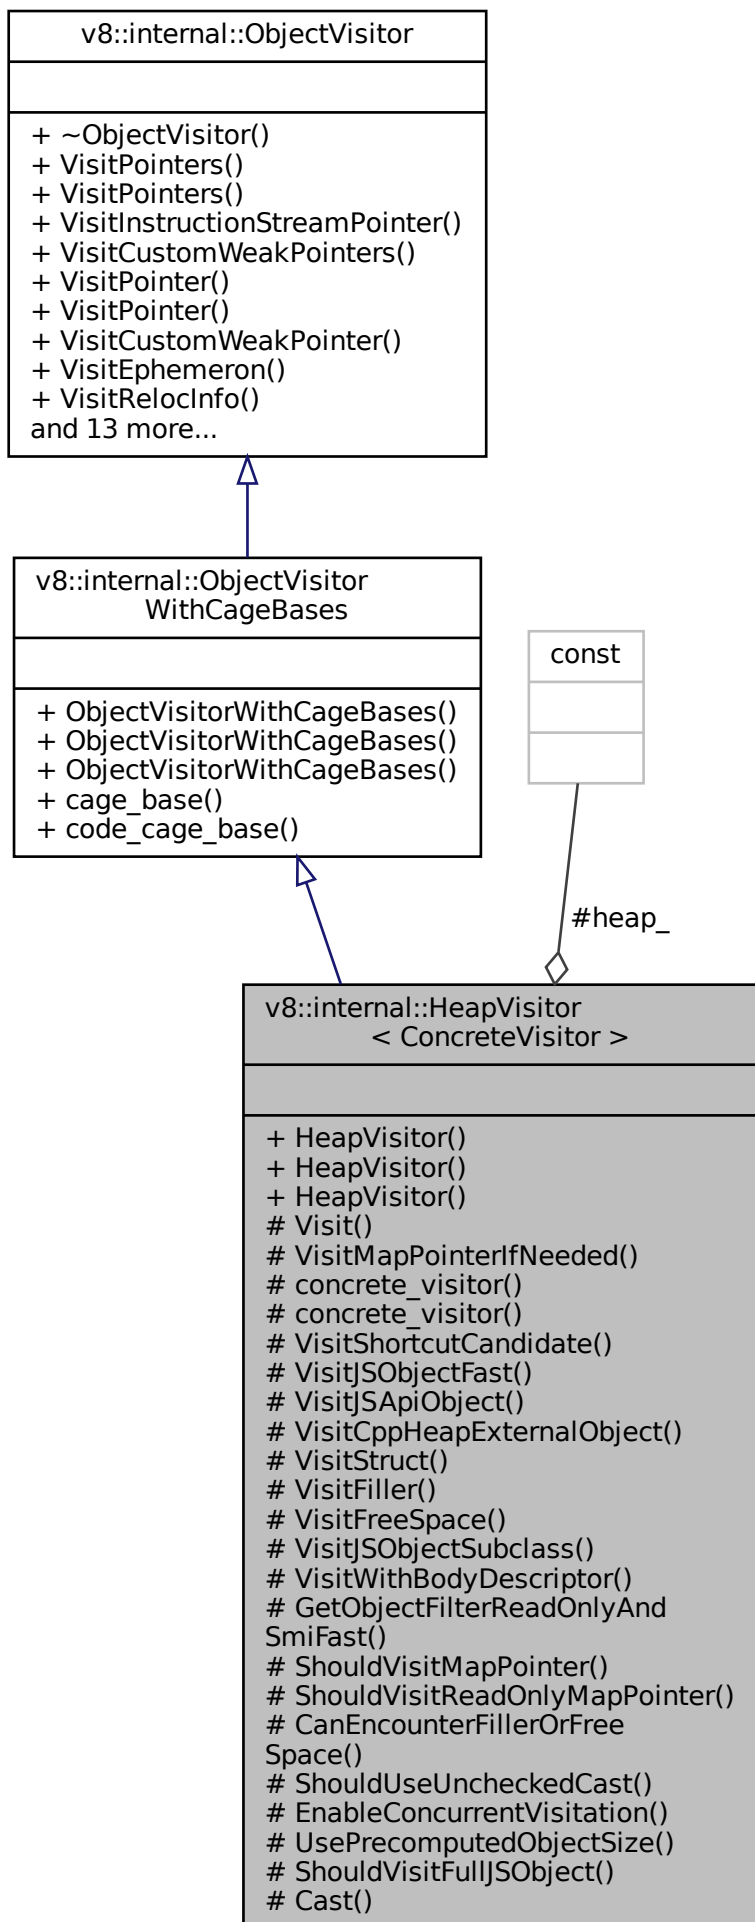 v8::internal::ObjectVisitor
+ ~ObjectVisitor()
+ VisitPointers()
+ VisitPointers()
+ VisitInstructionStreamPointer()
+ VisitCustomWeakPointers()
+ VisitPointer()
+ VisitPointer()
+ VisitCustomWeakPointer()
+ VisitEphemeron()
+ VisitRelocInfo()
and 13 more...
v8::internal::ObjectVisitor
WithCageBases
+ ObjectVisitorWithCageBases()
+ ObjectVisitorWithCageBases()
+ ObjectVisitorWithCageBases()
+ cage_base()
+ code_cage_base()
const
#heap_
v8::internal::HeapVisitor
< ConcreteVisitor >
+ HeapVisitor()
+ HeapVisitor()
+ HeapVisitor()
# Visit()
# VisitMapPointerIfNeeded()
# concrete_visitor()
# concrete_visitor()
# VisitShortcutCandidate()
# VisitJSObjectFast()
# VisitJSApiObject()
# VisitCppHeapExternalObject()
# VisitStruct()
# VisitFiller()
# VisitFreeSpace()
# VisitJSObjectSubclass()
# VisitWithBodyDescriptor()
# GetObjectFilterReadOnlyAnd
SmiFast()
# ShouldVisitMapPointer()
# ShouldVisitReadOnlyMapPointer()
# CanEncounterFillerOrFree
Space()
# ShouldUseUncheckedCast()
# EnableConcurrentVisitation()
# UsePrecomputedObjectSize()
# ShouldVisitFullJSObject()
# Cast()